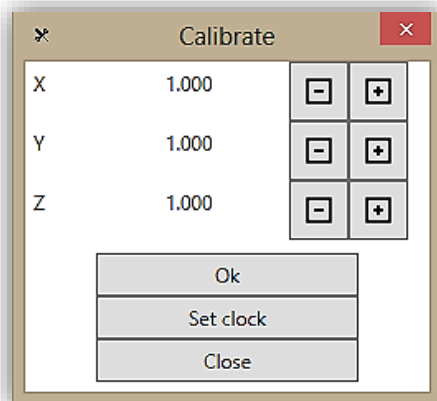 Calibrate
X 1.000
Y 1.000
Z 1.000
Ok
Set clock
Close